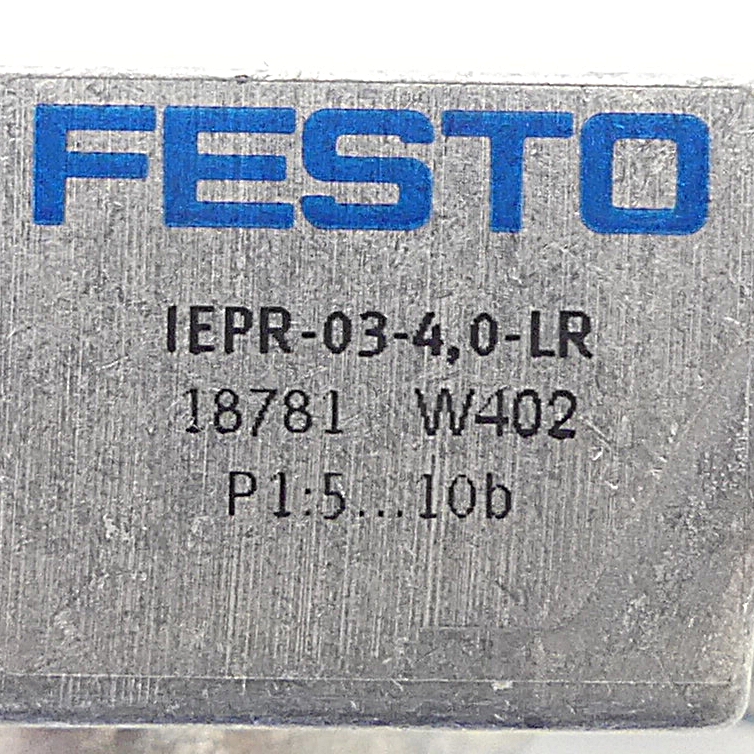 FESTO
IEPR-03-4,0-LR
18781 W402
P1:5...10b